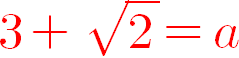 3 + √2 = a